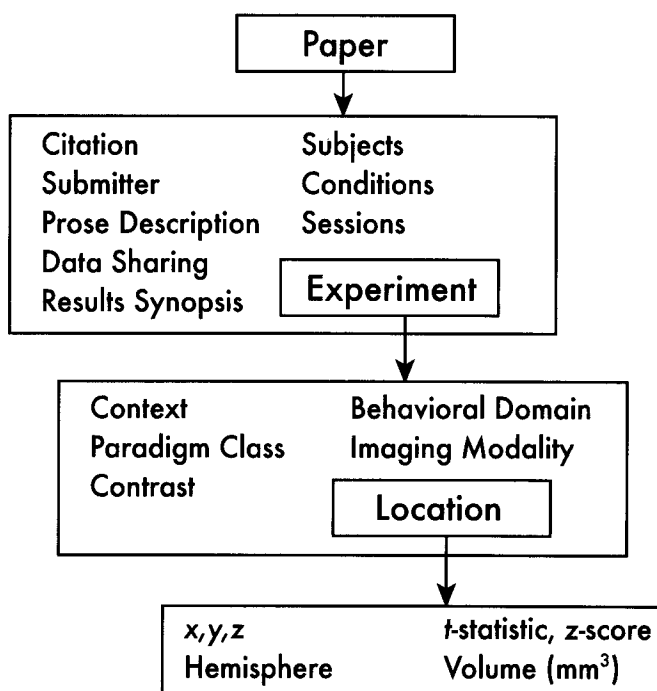 Paper
Citation
Submitter
Prose Description
Data Sharing
Results Synopsis
Subjects
Conditions
Sessions
Experiment
Context
Paradigm Class
Contrast
Behavioral Domain
Imaging Modality
Location
x,y,z
Hemisphere
t-statistic, z-score
Volume (mm³)